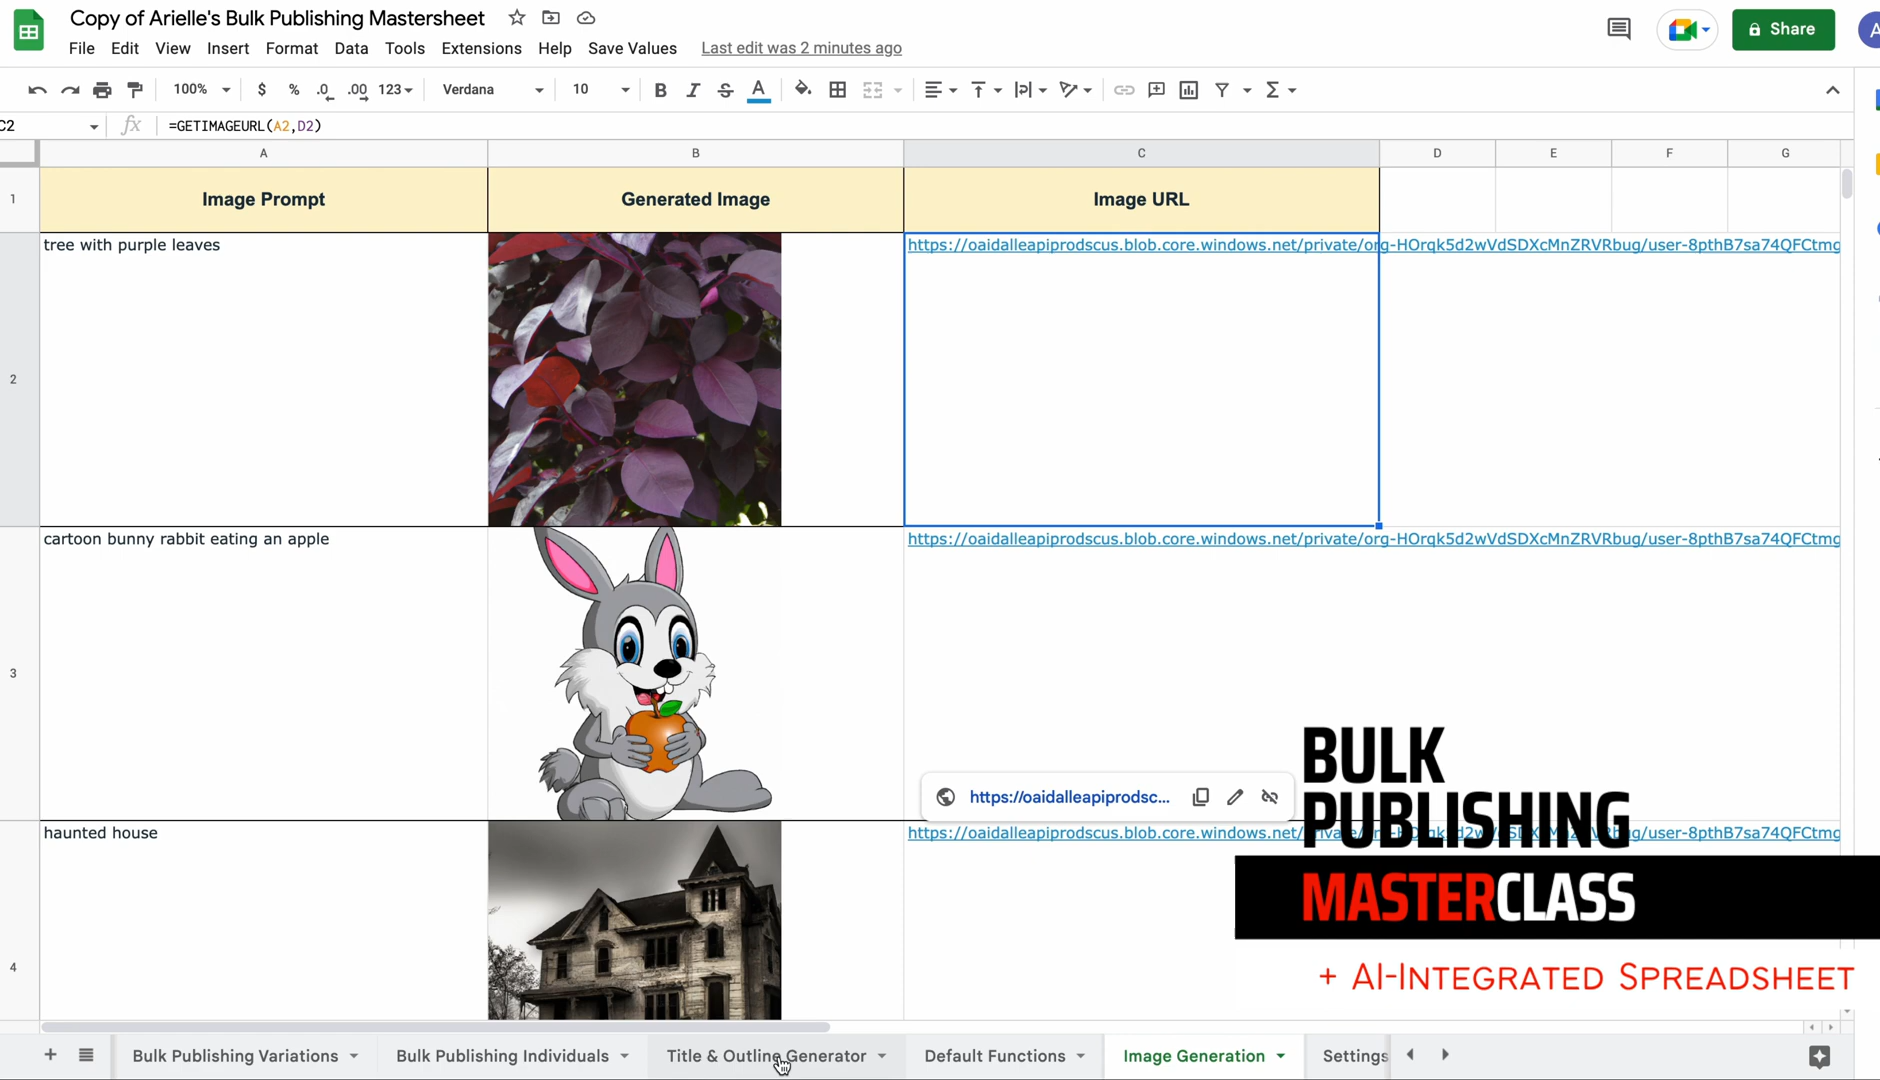 Copy of Arielle's Bulk Publishing Mastersheet
File Edit View Insert Format Data Tools Extensions Help Save Values Last edit was 2 minutes ago
Share
100% $ % .0 .00 123 Verdana 10 B I S A
C2 fx =GETIMAGEURL(A2,D2)
A B C D E F G
1 Image Prompt Generated Image Image URL
2 tree with purple leaves https://oaidalleapiprodscus.blob.core.windows.net/private/org-HOrqk5d2wVdSDXcMnZRVRbug/user-8pthB7sa74QFCtmg
3 cartoon bunny rabbit eating an apple https://oaidalleapiprodscus.blob.core.windows.net/private/org-HOrqk5d2wVdSDXcMnZRVRbug/user-8pthB7sa74QFCtmg
https://oaidalleapiprodsc...
4 haunted house https://oaidalleapiprodscus.blob.core.windows.net/
BULK
PUBLISHING
MASTERCLASS
+ AI-INTEGRATED SPREADSHEET
Bulk Publishing Variations Bulk Publishing Individuals Title & Outline Generator Default Functions Image Generation Settings